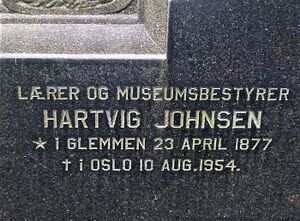 LÆRER OG MUSEUMSBESTYRER
HARTVIG JOHNSEN
★ I GLEMMEN 23 APRIL 1877
† I OSLO 10 AUG. 1954.